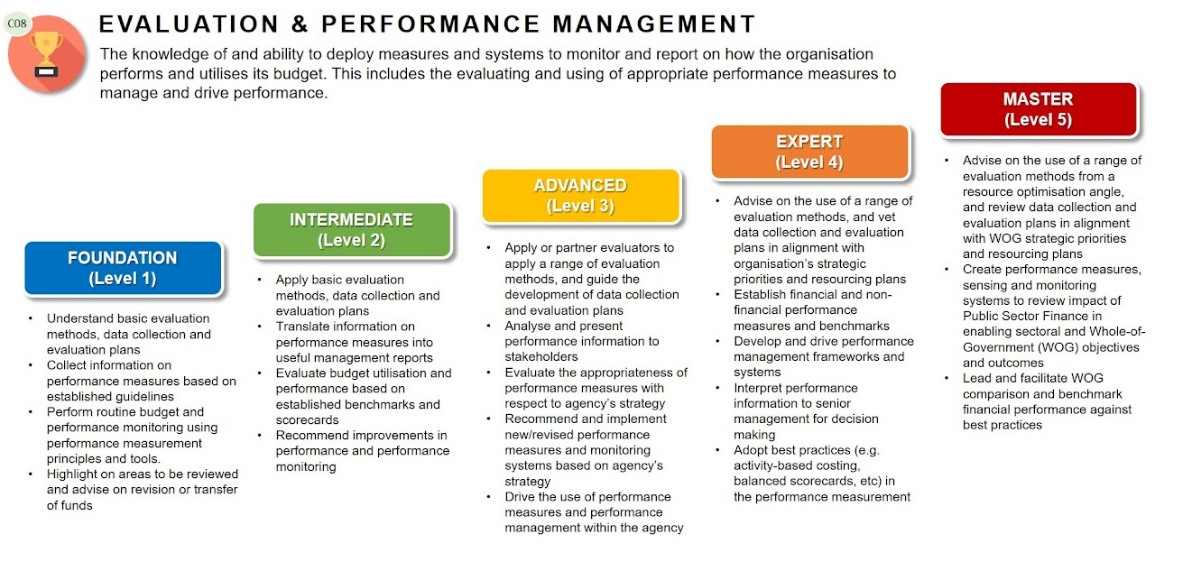 C08
EVALUATION & PERFORMANCE MANAGEMENT
The knowledge of and ability to deploy measures and systems to monitor and report on how the organisation
performs and utilises its budget. This includes the evaluating and using of appropriate performance measures to
manage and drive performance.
FOUNDATION
(Level 1)
• Understand basic evaluation
methods, data collection and
evaluation plans
• Collect information on
performance measures based on
established guidelines
• Perform routine budget and
performance monitoring using
performance measurement
principles and tools.
• Highlight on areas to be reviewed
and advise on revision or transfer
of funds
INTERMEDIATE
(Level 2)
• Apply basic evaluation
methods, data collection and
evaluation plans
• Translate information on
performance measures into
useful management reports
• Evaluate budget utilisation and
performance based on
established benchmarks and
scorecards
• Recommend improvements in
performance and performance
monitoring
ADVANCED
(Level 3)
• Apply or partner evaluators to
apply a range of evaluation
methods, and guide the
development of data collection
and evaluation plans
• Analyse and present
performance information to
stakeholders
• Evaluate the appropriateness of
performance measures with
respect to agency's strategy
• Recommend and implement
new/revised performance
measures and monitoring
systems based on agency's
strategy
• Drive the use of performance
measures and performance
management within the agency
EXPERT
(Level 4)
• Advise on the use of a range of
evaluation methods, and vet
data collection and evaluation
plans in alignment with
organisation's strategic
priorities and resourcing plans
• Establish financial and non-
financial performance
measures and benchmarks
• Develop and drive performance
management frameworks and
systems
• Interpret performance
information to senior
management for decision
making
• Adopt best practices (e.g.
activity-based costing,
balanced scorecards, etc) in
the performance measurement
MASTER
(Level 5)
• Advise on the use of a range of
evaluation methods from a
resource optimisation angle,
and review data collection and
evaluation plans in alignment
with WOG strategic priorities
and resourcing plans
• Create performance measures,
sensing and monitoring
systems to review impact of
Public Sector Finance in
enabling sectoral and Whole-of-
Government (WOG) objectives
and outcomes
• Lead and facilitate WOG
comparison and benchmark
financial performance against
best practices